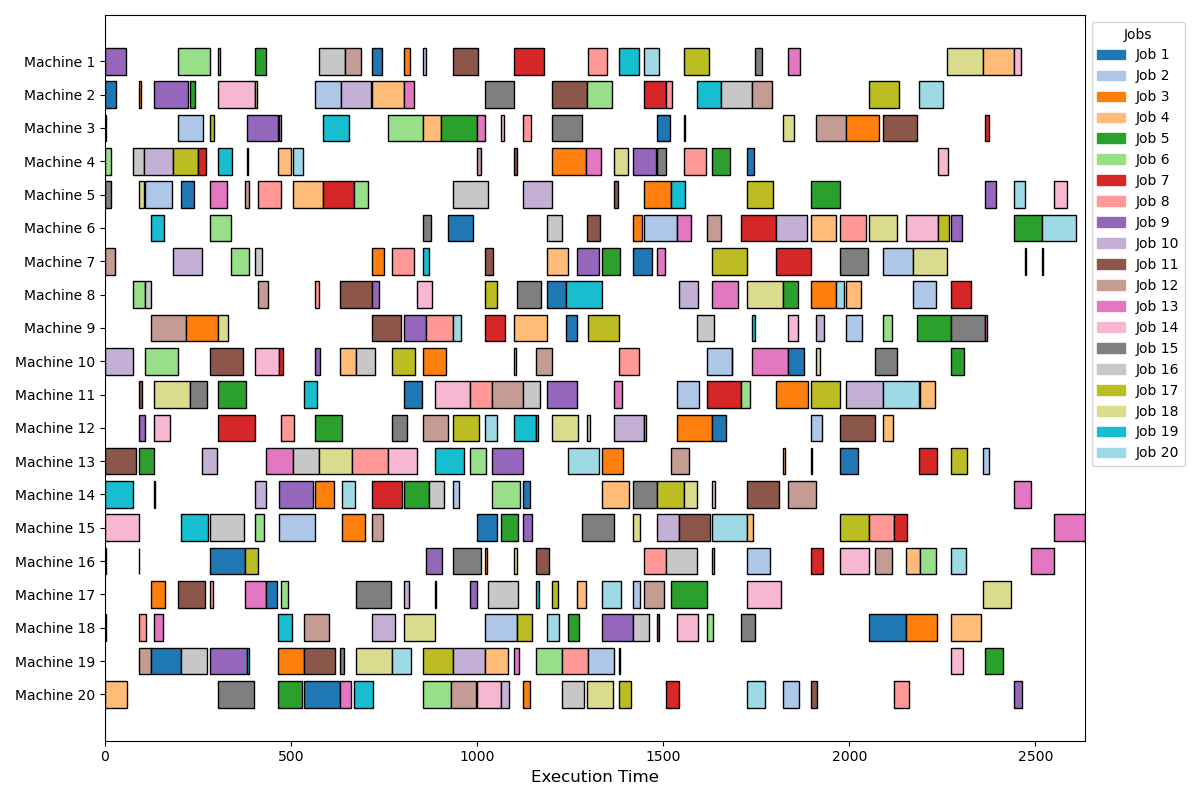 Machine 1
Machine 2
Machine 3
Machine 4
Machine 5
Machine 6
Machine 7
Machine 8
Machine 9
Machine 10
Machine 11
Machine 12
Machine 13
Machine 14
Machine 15
Machine 16
Machine 17
Machine 18
Machine 19
Machine 20
0 500 1000 1500 2000 2500
Execution Time
Jobs
Job 1
Job 2
Job 3
Job 4
Job 5
Job 6
Job 7
Job 8
Job 9
Job 10
Job 11
Job 12
Job 13
Job 14
Job 15
Job 16
Job 17
Job 18
Job 19
Job 20